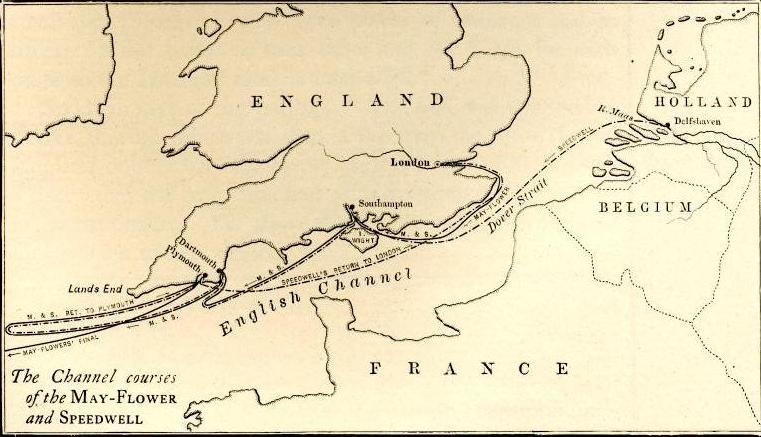 ENGLAND
HOLLAND
R. Maas
Delfshaven
SPEEDWELL
London
BELGIUM
MAY-FLOWER
Dover Strait
Southampton
I. WIGHT
M. & S.
Dartmouth
Plymouth
M. & S.
SPEEDWELL'S RETURN TO LONDON
English Channel
Lands End
M. & S. RET. TO PLYMOUTH
M. & S.
MAY-FLOWERS' FINAL
FRANCE
The Channel courses
of the MAY-FLOWER
and SPEEDWELL